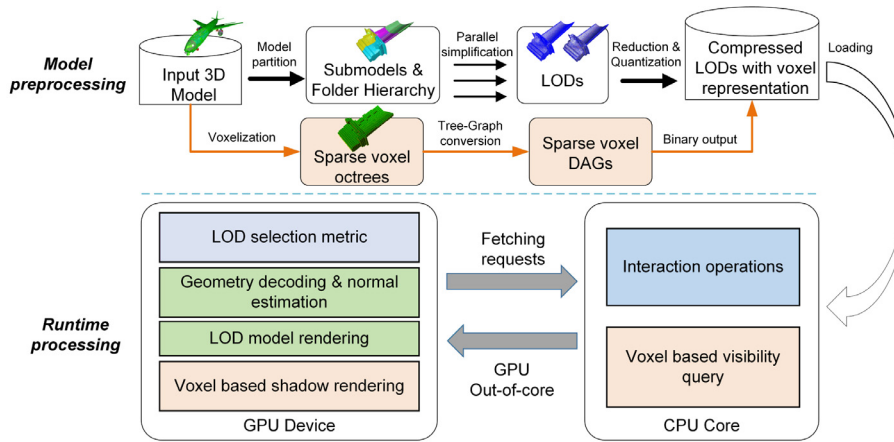 Model
preprocessing
Input 3D
Model
Model
partition
Submodels &
Folder Hierarchy
Parallel
simplification
LODs
Reduction &
Quantization
Compressed
LODs with voxel
representation
Loading
Voxelization
Sparse voxel
octrees
Tree-Graph
conversion
Sparse voxel
DAGs
Binary output
Runtime
processing
LOD selection metric
Geometry decoding & normal
estimation
LOD model rendering
Voxel based shadow rendering
GPU Device
Fetching
requests
GPU
Out-of-core
Interaction operations
Voxel based visibility
query
CPU Core